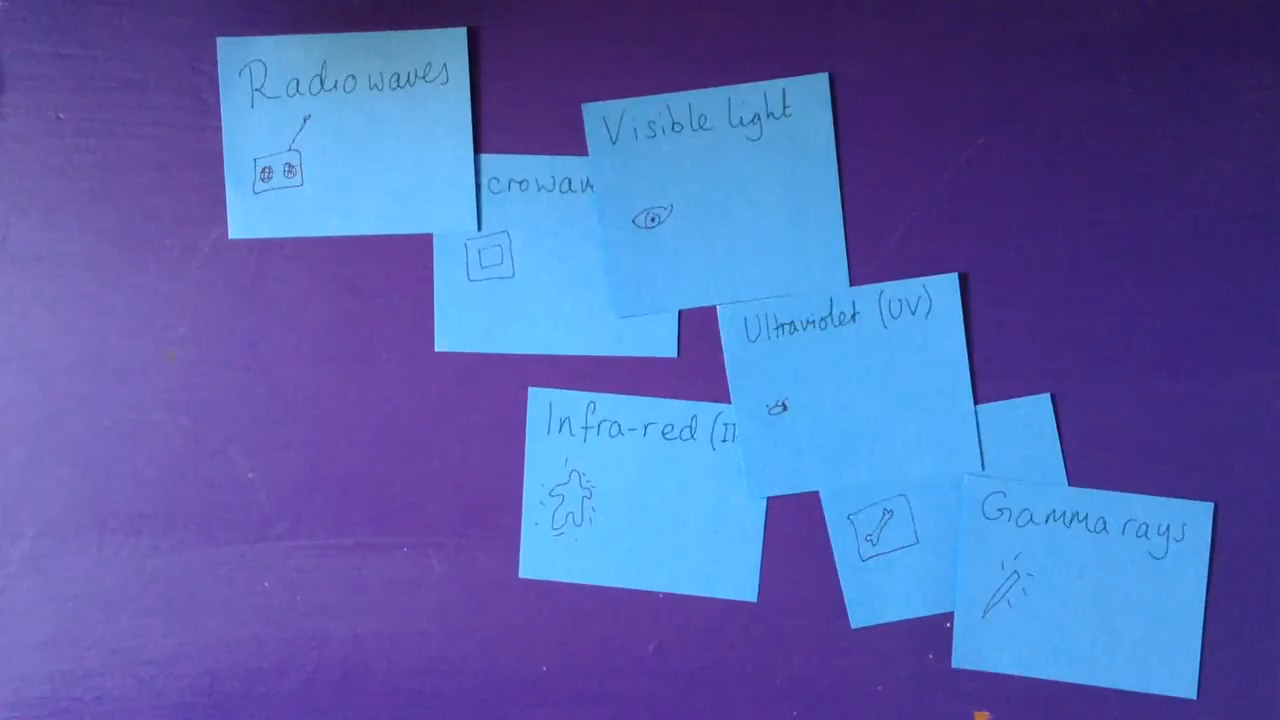 Radiowaves
Visible light
crowav
Ultraviolet (UV)
Infra-red (I
Gamma rays